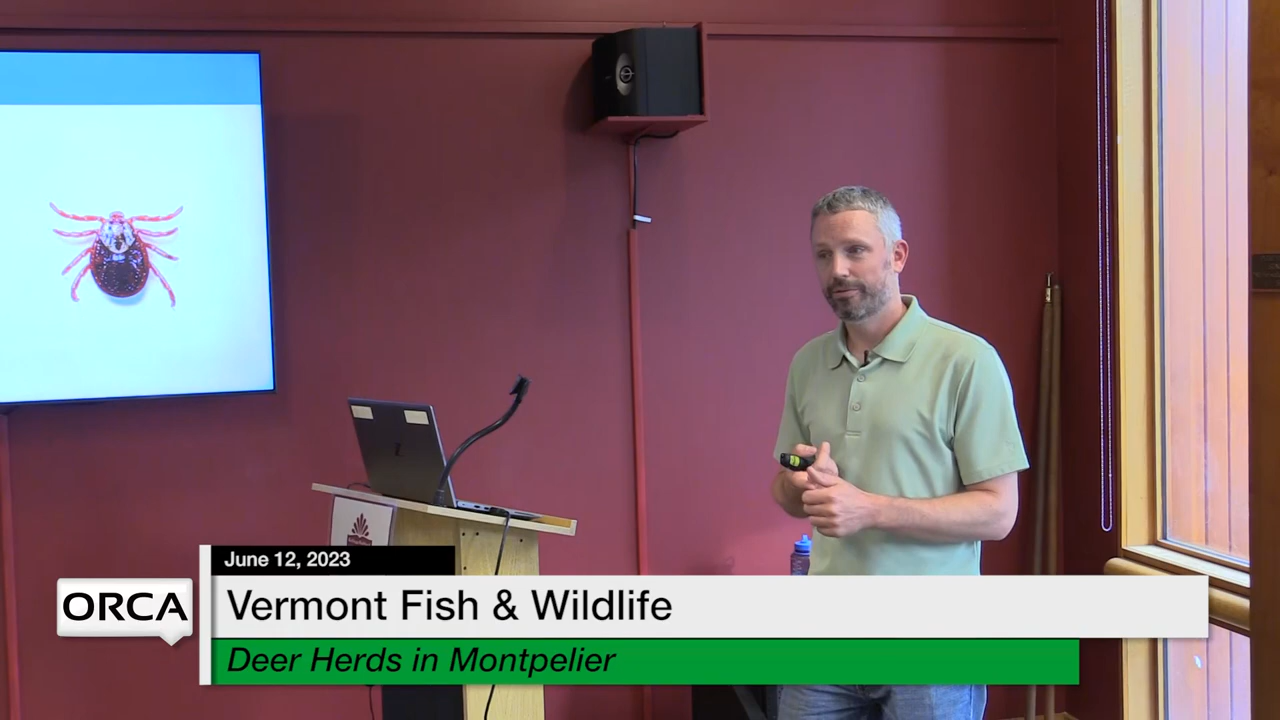 June 12, 2023
ORCA
Vermont Fish & Wildlife
Deer Herds in Montpelier